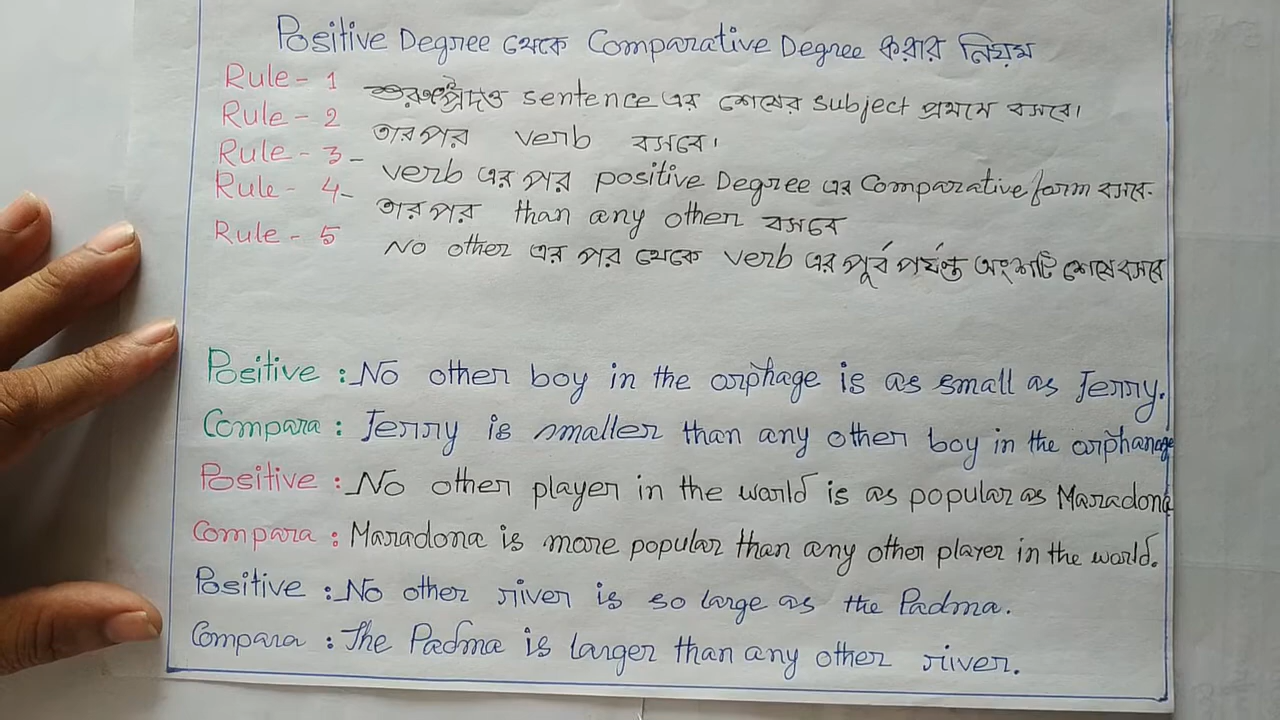 Positive Degree থেকে Comparative Degree করার নিয়ম
Rule - 1 প্রদত্ত sentence এর শেষের subject প্রথমে বসবে।
Rule - 2 তারপর verb বসবে।
Rule - 3 - verb এর পর positive Degree এর Comparative form বসবে.
Rule - 4 - তারপর than any other বসবে
Rule - 5 No other এর পর থেকে verb এর পূর্ব পর্যন্ত অংশটি শেষে বসবে
Positive : No other boy in the orphage is as small as Jerry.
Compara : Jerry is smaller than any other boy in the orphanage
Positive : No other player in the world is as popular as Maradona
Compara : Maradona is more popular than any other player in the world.
Positive : No other river is so large as the Padma.
Compara : The Padma is larger than any other river.